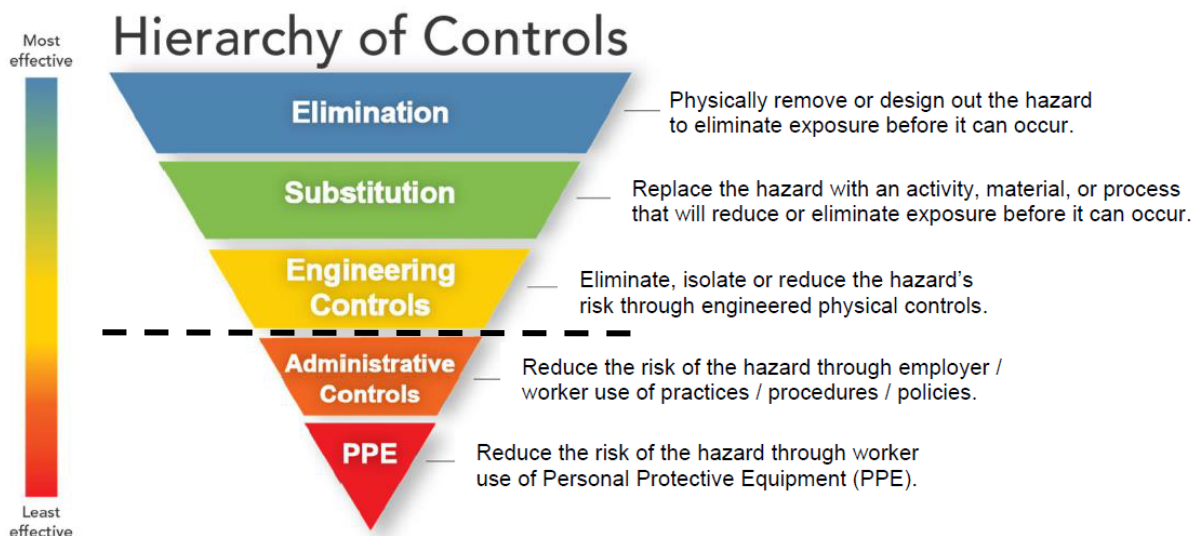 Hierarchy of Controls
Most
effective
Elimination
Physically remove or design out the hazard
to eliminate exposure before it can occur.
Substitution
Replace the hazard with an activity, material, or process
that will reduce or eliminate exposure before it can occur.
Engineering
Controls
Eliminate, isolate or reduce the hazard's
risk through engineered physical controls.
Administrative
Controls
Reduce the risk of the hazard through employer /
worker use of practices / procedures / policies.
PPE
Reduce the risk of the hazard through worker
use of Personal Protective Equipment (PPE).
Least
effective